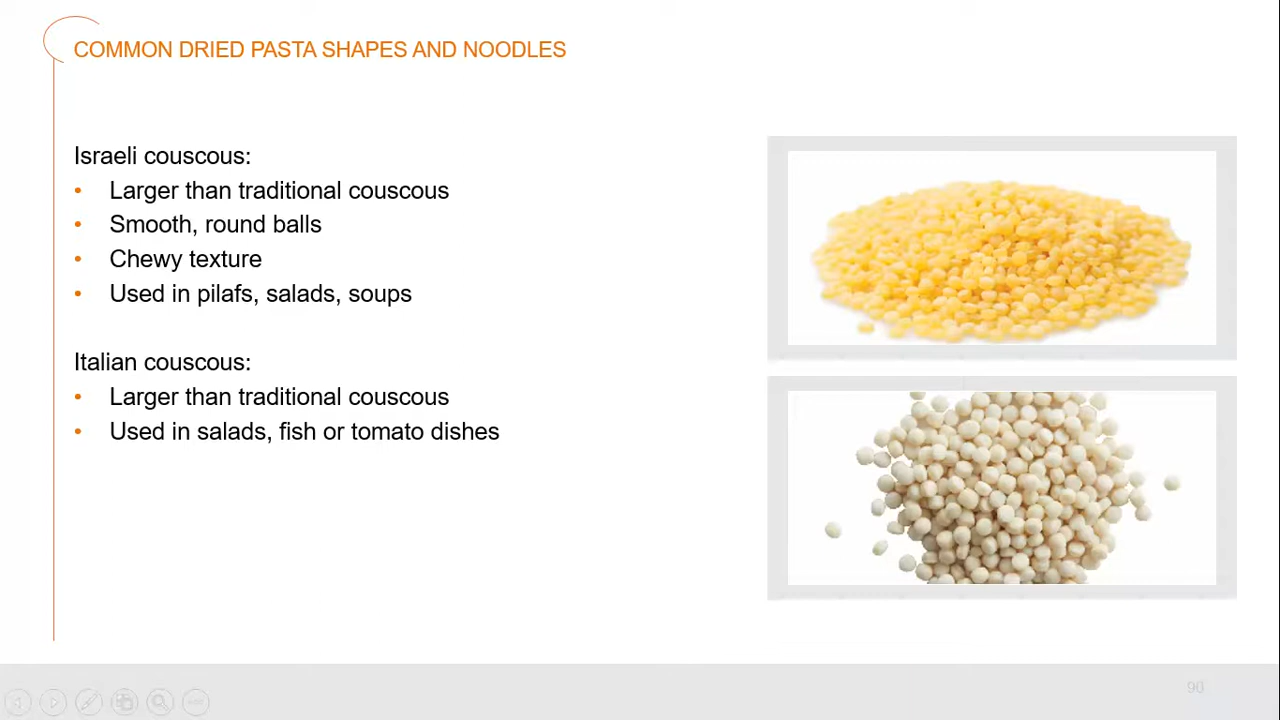 COMMON DRIED PASTA SHAPES AND NOODLES
Israeli couscous:
• Larger than traditional couscous
• Smooth, round balls
• Chewy texture
• Used in pilafs, salads, soups
Italian couscous:
• Larger than traditional couscous
• Used in salads, fish or tomato dishes
90